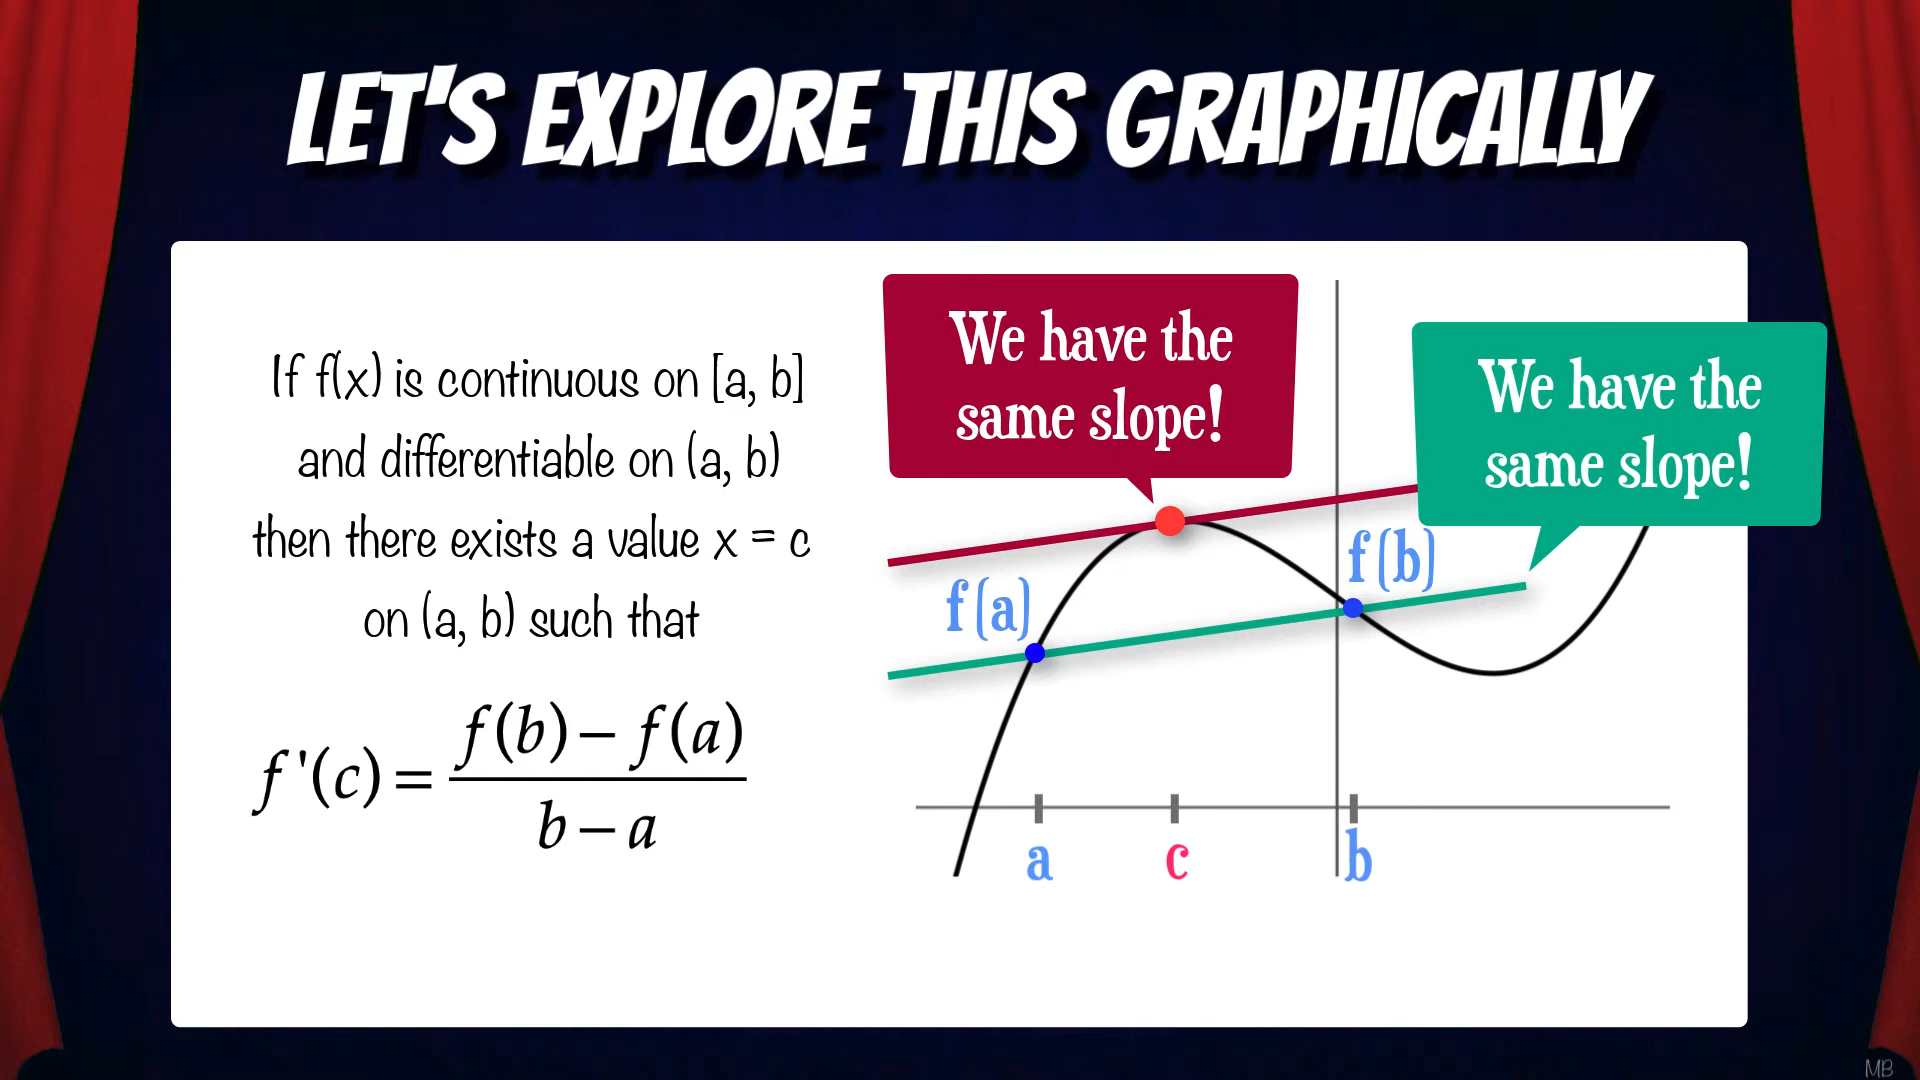 LET'S EXPLORE THIS GRAPHICALLY
If f(x) is continuous on [a, b]
and differentiable on (a, b)
then there exists a value x = c
on (a, b) such that
f'(c) = f(b) – f(a)
b – a
We have the
same slope!
We have the
same slope!
f(a)
f(b)
a
c
b
MB